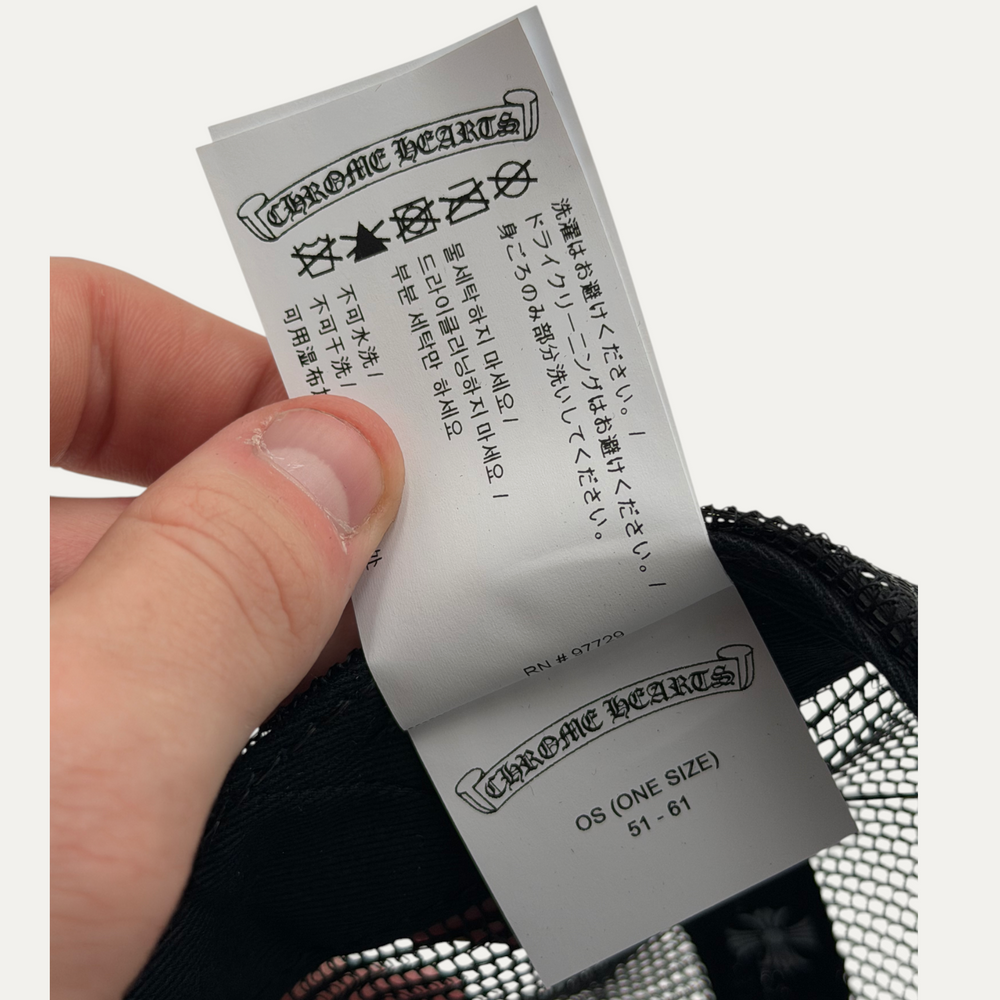 CHROME HEARTS
洗濯はお避けください。/
ドライクリーニングはお避けください。/
身ごろのみ部分洗いしてください。
물세탁하지 마세요/
드라이클리닝하지 마세요/
부분 세탁만 하세요
不可水洗/
不可干洗/
可用湿布
RN # 97729
CHROME HEARTS
OS (ONE SIZE)
51 - 61